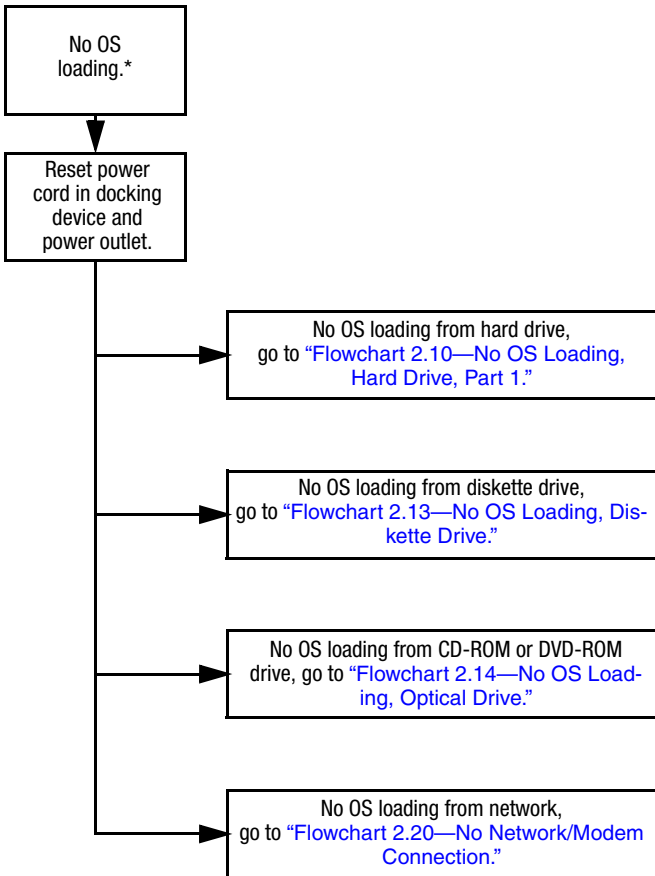 No OS
loading.*
Reset power
cord in docking
device and
power outlet.
No OS loading from hard drive,
go to “Flowchart 2.10—No OS Loading,
Hard Drive, Part 1.”
No OS loading from diskette drive,
go to “Flowchart 2.13—No OS Loading, Dis-
kette Drive.”
No OS loading from CD-ROM or DVD-ROM
drive, go to “Flowchart 2.14—No OS Load-
ing, Optical Drive.”
No OS loading from network,
go to “Flowchart 2.20—No Network/Modem
Connection.”